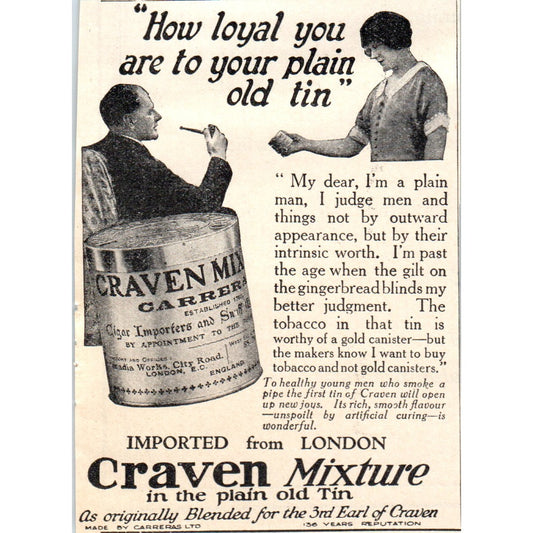 "How loyal you
are to your plain
old tin"
" My dear, I'm a plain
man, I judge men and
things not by outward
appearance, but by their
intrinsic worth. I'm past
the age when the gilt on
the gingerbread blinds my
better judgment. The
tobacco in that tin is
worthy of a gold canister—but
the makers know I want to buy
tobacco and not gold canisters."
CRAVEN MIX
CARRER
ESTABLISHED
Cigar Importers and Snuff
BY APPOINTMENT TO THE
Works, City Road.
LONDON, E.C.
ENGLAND.
To healthy young men who smoke a
pipe the first tin of Craven will open
up new joys. Its rich, smooth flavour
—unspoilt by artificial curing—is
wonderful.
IMPORTED from LONDON
Craven Mixture
in the plain old Tin
As originally Blended for the 3rd Earl of Craven
MADE BY CARRERAS LTD 136 YEARS REPUTATION